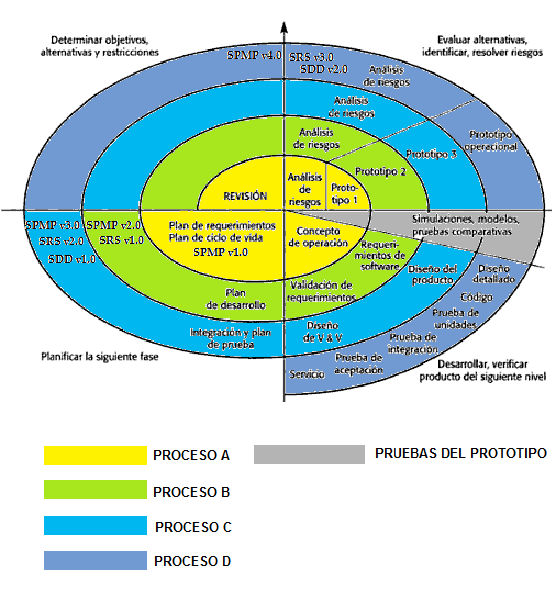 Determinar objetivos,
alternativas y restricciones
Evaluar alternativas,
identificar, resolver riesgos
SPMP v4.0
SRS v3.0
SDD v2.0
Análisis
de riesgos
Análisis
de riesgos
Análisis
de riesgos
Prototipo
operacional
Prototipo 3
Prototipo 2
REVISIÓN
Análisis
de
riesgos
Proto-
tipo 1
Simulaciones, modelos,
pruebas comparativas
SPMP v3.0
SRS v2.0
SDD v1.0
SPMP v2.0
SRS v1.0
Plan de requerimientos
Plan de ciclo de vida
SPMP v1.0
Concepto
de operación
Requeri-
mientos de
software
Diseño del
producto
Diseño
detallado
Plan
de desarrollo
Validación de
requerimientos
Código
Prueba de
unidades
Integración y plan
de prueba
Diseño
de V & V
Prueba de
integración
Prueba de
aceptación
Servicio
Planificar la siguiente fase
Desarrollar, verificar
producto del siguiente nivel
PROCESO A
PRUEBAS DEL PROTOTIPO
PROCESO B
PROCESO C
PROCESO D